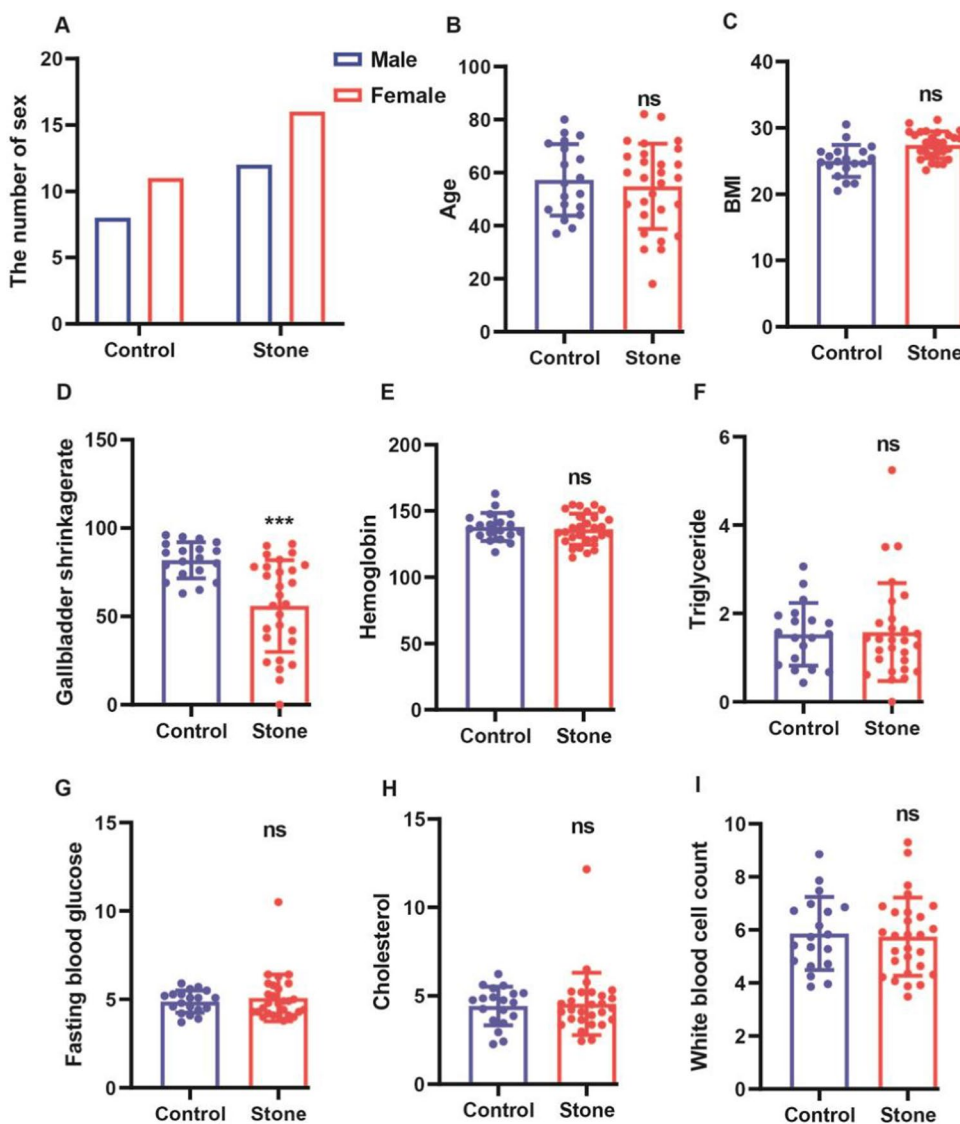 A
The number of sex
20
15
10
5
0
Control
Stone
Male
Female
B
Age
100
80
60
40
20
0
ns
Control
Stone
C
BMI
40
30
20
10
0
ns
Control
Stone
D
Gallbladder shrinkagerate
150
100
50
0
***
Control
Stone
E
Hemoglobin
200
150
100
50
0
ns
Control
Stone
F
Triglyceride
6
4
2
0
ns
Control
Stone
G
Fasting blood glucose
15
10
5
0
ns
Control
Stone
H
Cholesterol
15
10
5
0
ns
Control
Stone
I
White blood cell count
10
8
6
4
2
0
ns
Control
Stone